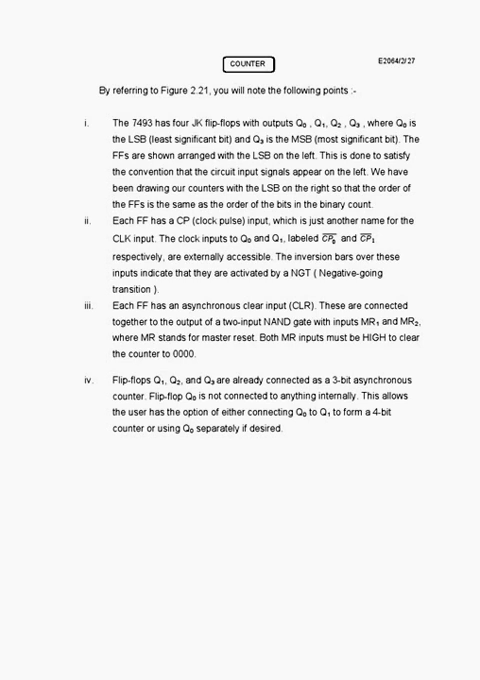 E2064/2/27
COUNTER
By referring to Figure 2.21, you will note the following points :-
i. The 7493 has four JK flip-flops with outputs Q₀ , Q₁, Q₂ , Q₃ , where Q₀ is
the LSB (least significant bit) and Q₃ is the MSB (most significant bit). The
FFs are shown arranged with the LSB on the left. This is done to satisfy
the convention that the circuit input signals appear on the left. We have
been drawing our counters with the LSB on the right so that the order of
the FFs is the same as the order of the bits in the binary count.
ii. Each FF has a CP (clock pulse) input, which is just another name for the
CLK input. The clock inputs to Q₀ and Q₁, labeled C̅P̅₀ and C̅P̅₁
respectively, are externally accessible. The inversion bars over these
inputs indicate that they are activated by a NGT ( Negative-going
transition ).
iii. Each FF has an asynchronous clear input (CLR). These are connected
together to the output of a two-input NAND gate with inputs MR₁ and MR₂,
where MR stands for master reset. Both MR inputs must be HIGH to clear
the counter to 0000.
iv. Flip-flops Q₁, Q₂, and Q₃ are already connected as a 3-bit asynchronous
counter. Flip-flop Q₀ is not connected to anything internally. This allows
the user has the option of either connecting Q₀ to Q₁ to form a 4-bit
counter or using Q₀ separately if desired.